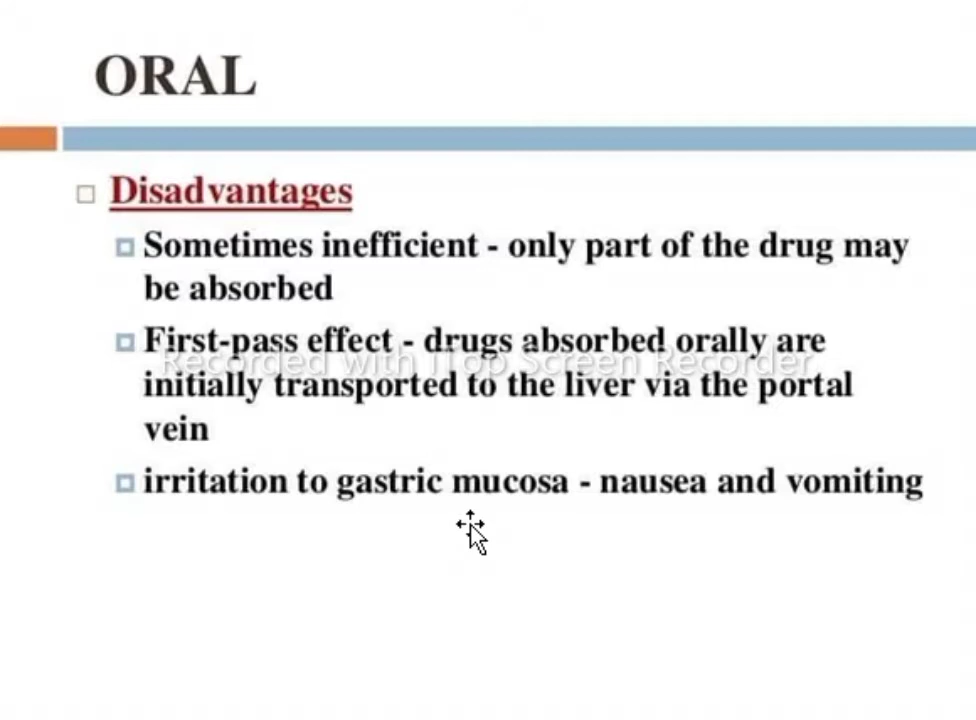 ORAL
Disadvantages
Sometimes inefficient - only part of the drug may
be absorbed
First-pass effect - drugs absorbed orally are
Recorded with iTop Screen Recorder
initially transported to the liver via the portal
vein
irritation to gastric mucosa - nausea and vomiting